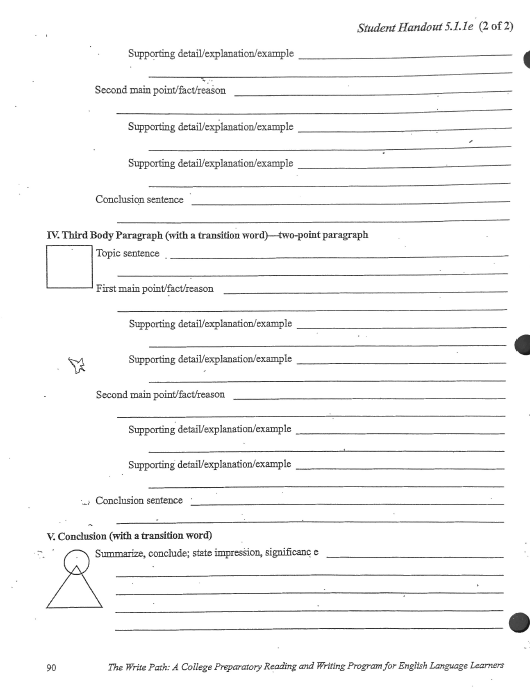 Student Handout 5.1.1e (2 of 2)
Supporting detail/explanation/example
Second main point/fact/reason
Supporting detail/explanation/example
Supporting detail/explanation/example
Conclusion sentence
IV. Third Body Paragraph (with a transition word)—two-point paragraph
Topic sentence
First main point/fact/reason
Supporting detail/explanation/example
Supporting detail/explanation/example
Second main point/fact/reason
Supporting detail/explanation/example
Supporting detail/explanation/example
Conclusion sentence
V. Conclusion (with a transition word)
Summarize, conclude; state impression, significanc e
90 The Write Path: A College Preparatory Reading and Writing Program for English Language Learners